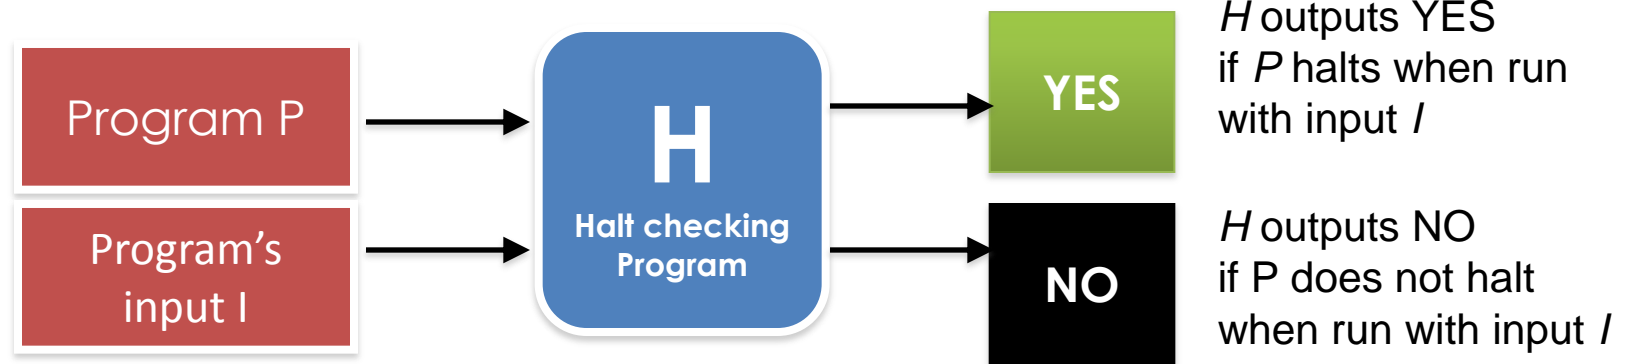 Program P
Program's
input I
H
Halt checking
Program
YES
H outputs YES
if P halts when run
with input I
NO
H outputs NO
if P does not halt
when run with input I